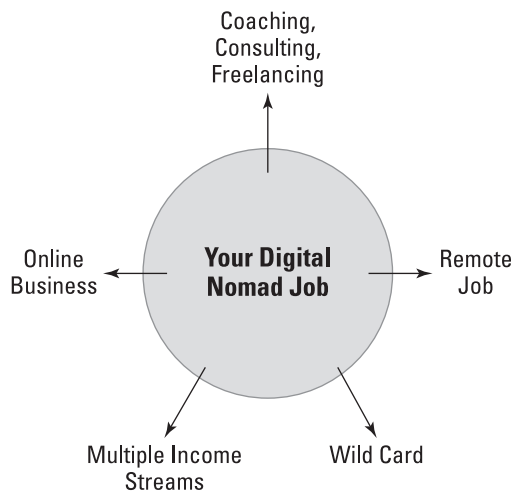 Coaching,
Consulting,
Freelancing
Online
Business
Your Digital
Nomad Job
Remote
Job
Multiple Income
Streams
Wild Card